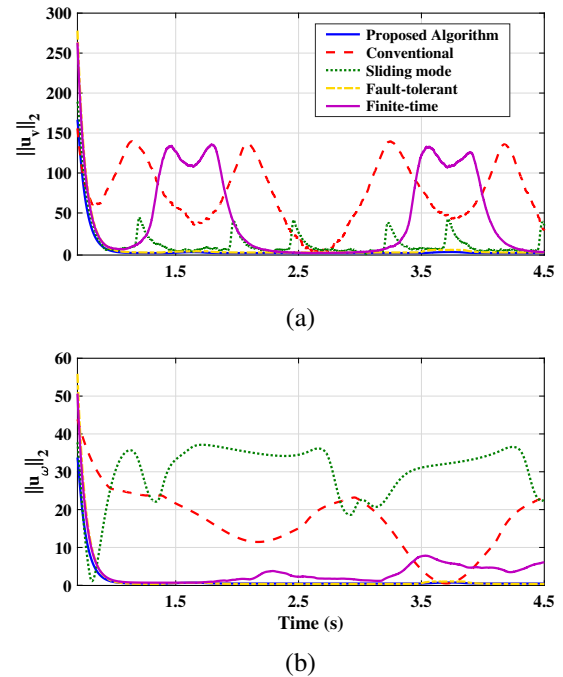 300
250
200
150
100
50
0
||u_v||_2
Proposed Algorithm
Conventional
Sliding mode
Fault-tolerant
Finite-time
1.5 2.5 3.5 4.5
(a)
60
50
40
30
20
10
0
||u_ω||_2
1.5 2.5 3.5 4.5
Time (s)
(b)